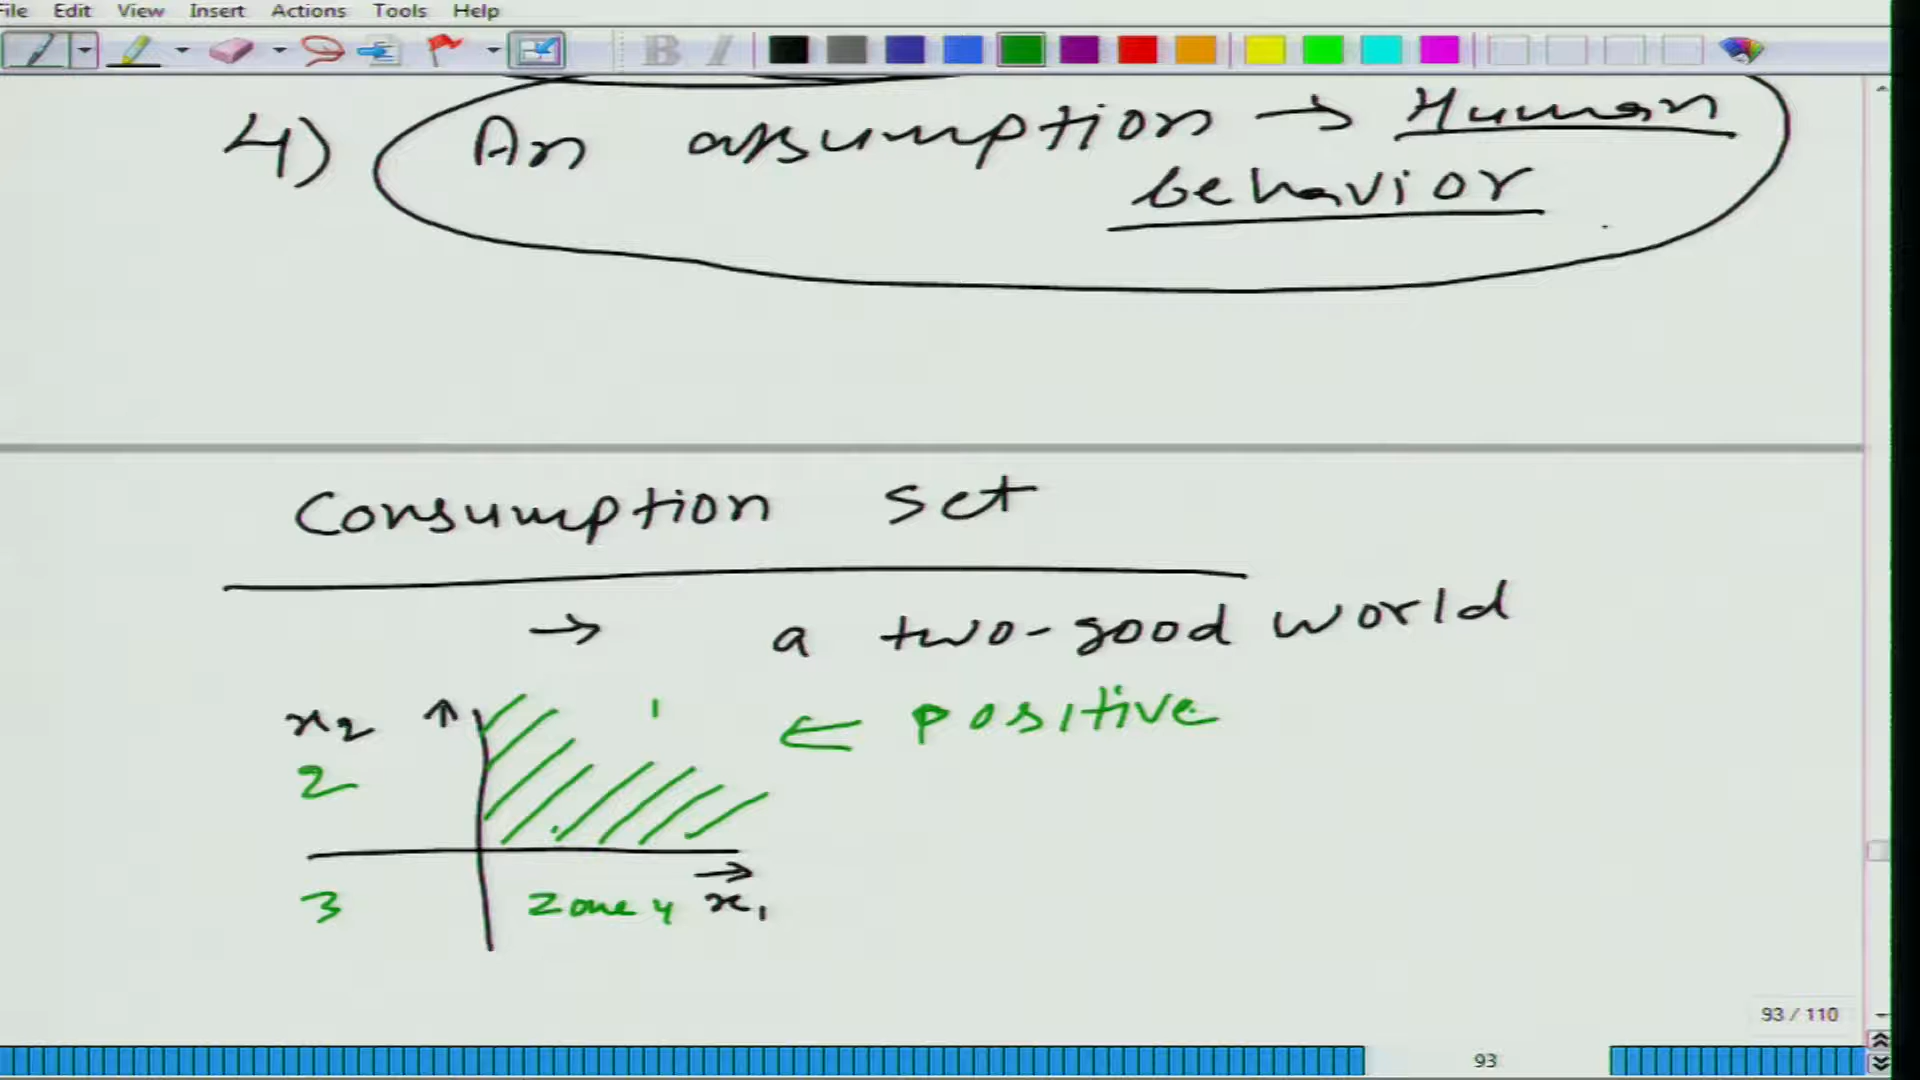 File Edit View Insert Actions Tools Help
B I
4) An assumption → Human
behavior
Consumption set
→ a two-good world
x2 ↑ 1 ← positive
2
3 zone 4 x1
93 / 110
93